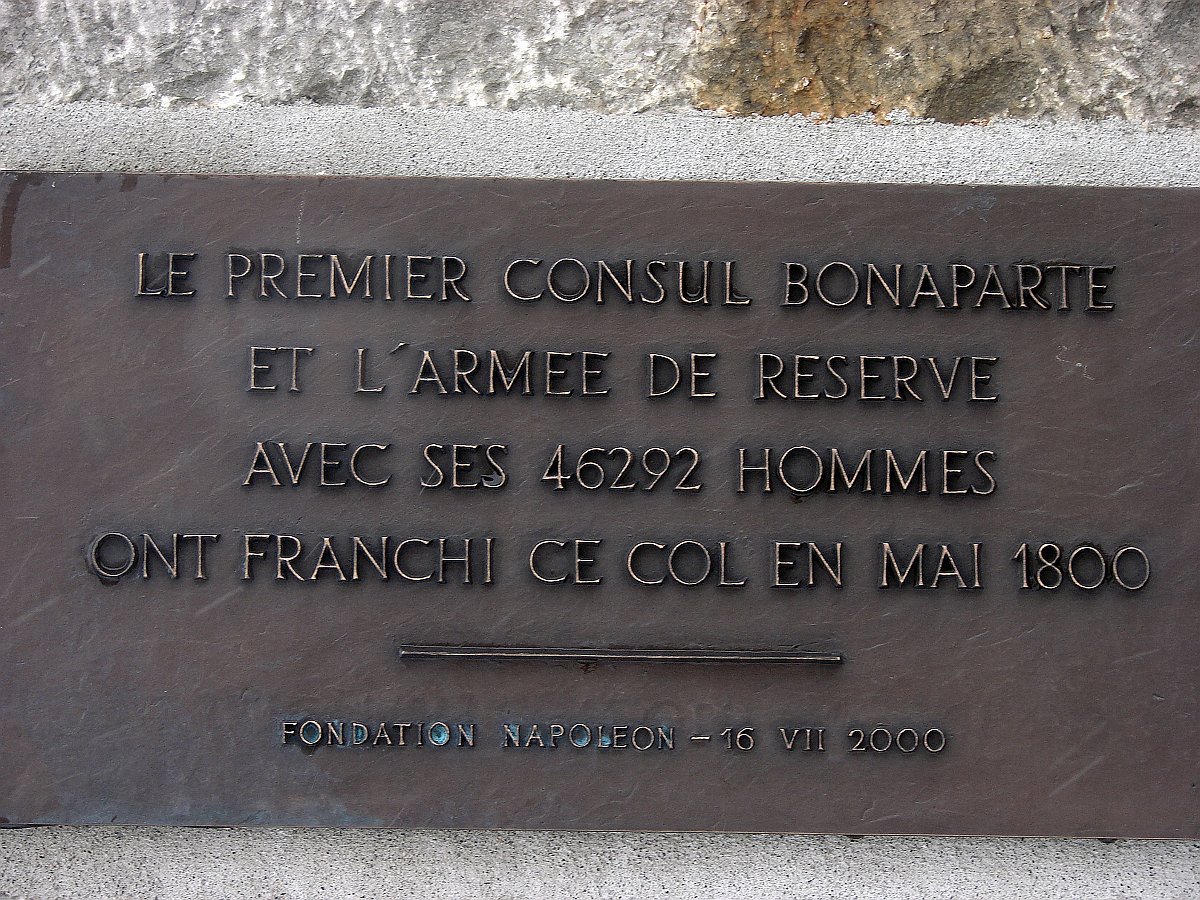 LE PREMIER CONSUL BONAPARTE
ET L´ARMEE DE RESERVE
AVEC SES 46292 HOMMES
ONT FRANCHI CE COL EN MAI 1800
FONDATION NAPOLEON - 16 VII 2000